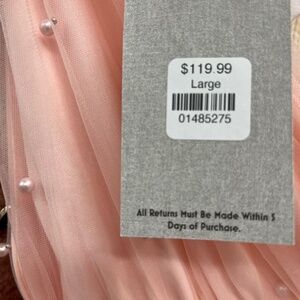 $119.99
Large
01485275
All Returns Must Be Made Within 5
Days of Purchase.